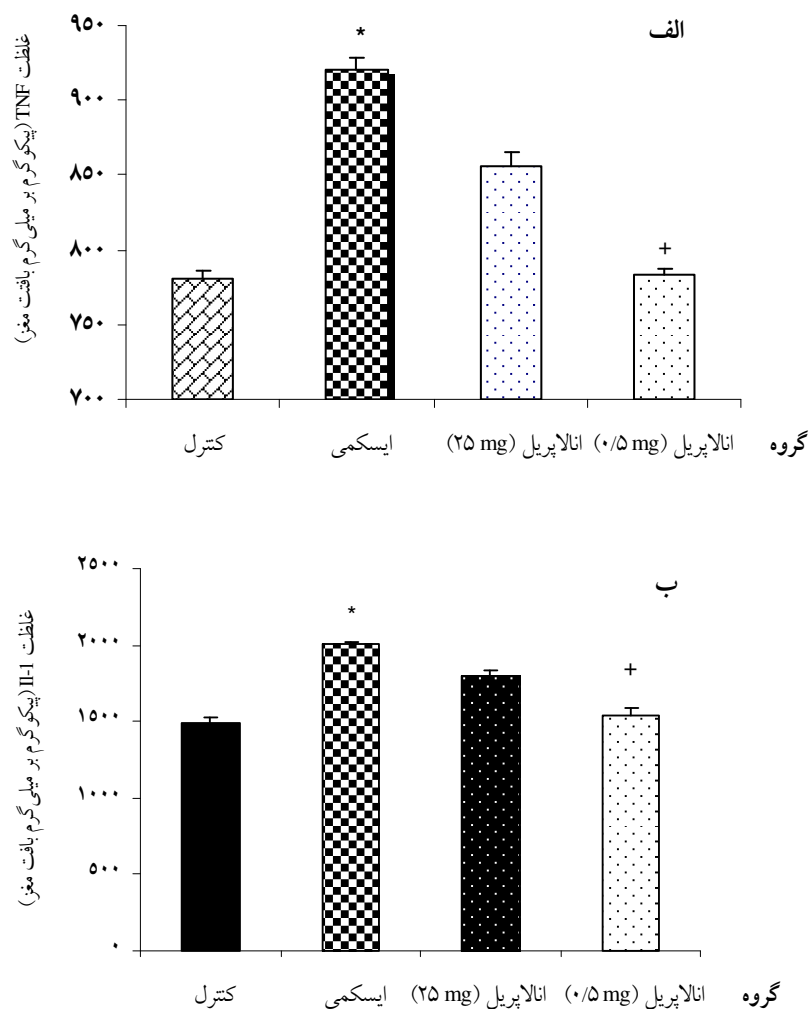 الف
غلظت TNF (پیکوگرم بر میلی گرم بافت مغز)
۹۵۰
۹۰۰
۸۵۰
۸۰۰
۷۵۰
۷۰۰
*
+
کنترل
ایسکمی
انالاپریل (۲۵ mg)
انالاپریل (۰/۵ mg)
گروه
ب
غلظت Il-1 (پیکوگرم بر میلی گرم بافت مغز)
۲۵۰۰
۲۰۰۰
۱۵۰۰
۱۰۰۰
۵۰۰
۰
*
+
کنترل
ایسکمی
انالاپریل (۲۵ mg)
انالاپریل (۰/۵ mg)
گروه